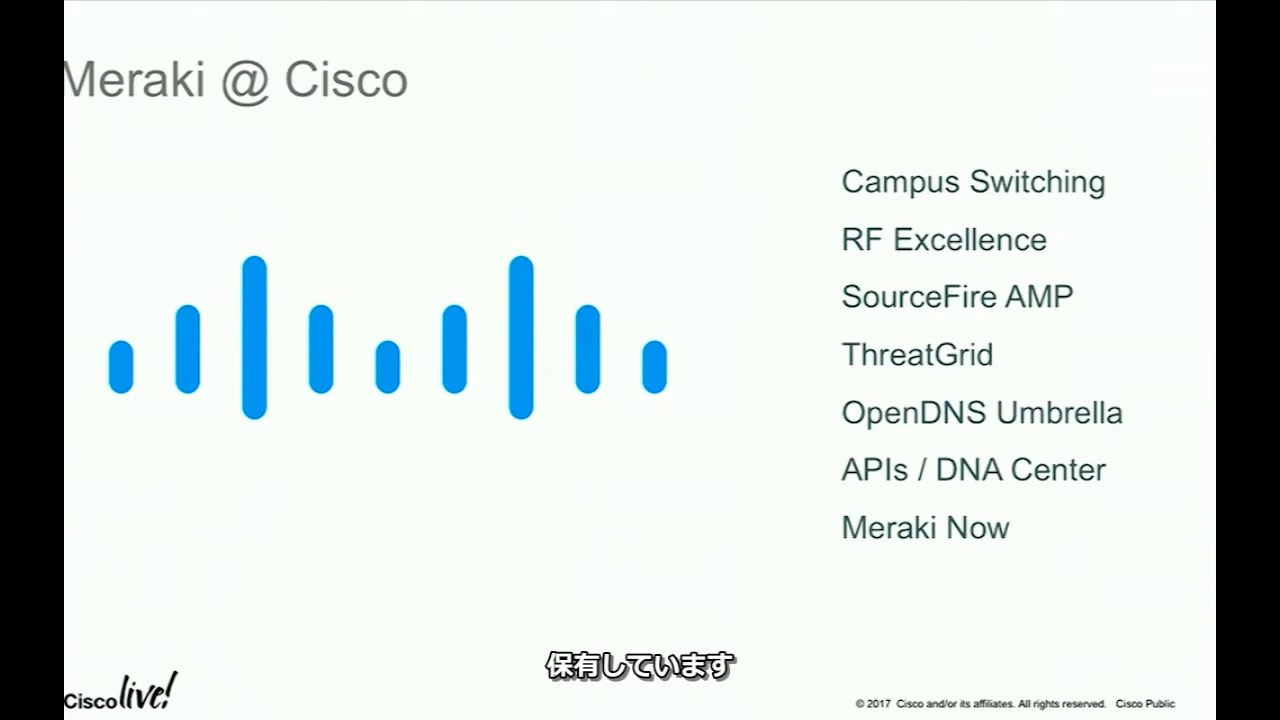 Meraki @ Cisco
Campus Switching
RF Excellence
SourceFire AMP
ThreatGrid
OpenDNS Umbrella
APIs / DNA Center
Meraki Now
保有しています
Cisco live!
© 2017 Cisco and/or its affiliates. All rights reserved. Cisco Public